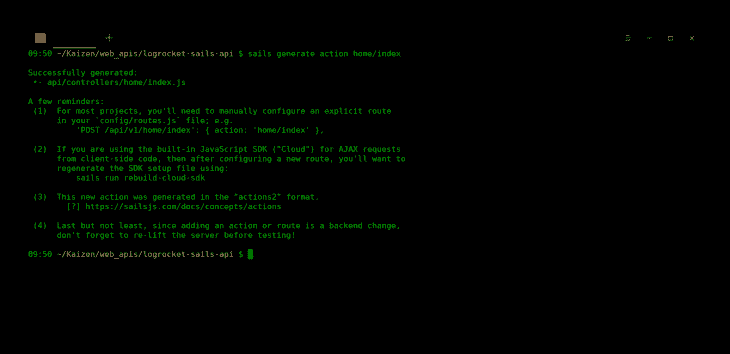 09:50 ~/Kaizen/web_apis/logrocket-sails-api $ sails generate action home/index
Successfully generated:
•- api/controllers/home/index.js
A few reminders:
(1) For most projects, you'll need to manually configure an explicit route
in your `config/routes.js` file; e.g.
'POST /api/v1/home/index': { action: 'home/index' },
(2) If you are using the built-in JavaScript SDK ("Cloud") for AJAX requests
from client-side code, then after configuring a new route, you'll want to
regenerate the SDK setup file using:
sails run rebuild-cloud-sdk
(3) This new action was generated in the "actions2" format.
[?] https://sailsjs.com/docs/concepts/actions
(4) Last but not least, since adding an action or route is a backend change,
don't forget to re-lift the server before testing!
09:50 ~/Kaizen/web_apis/logrocket-sails-api $